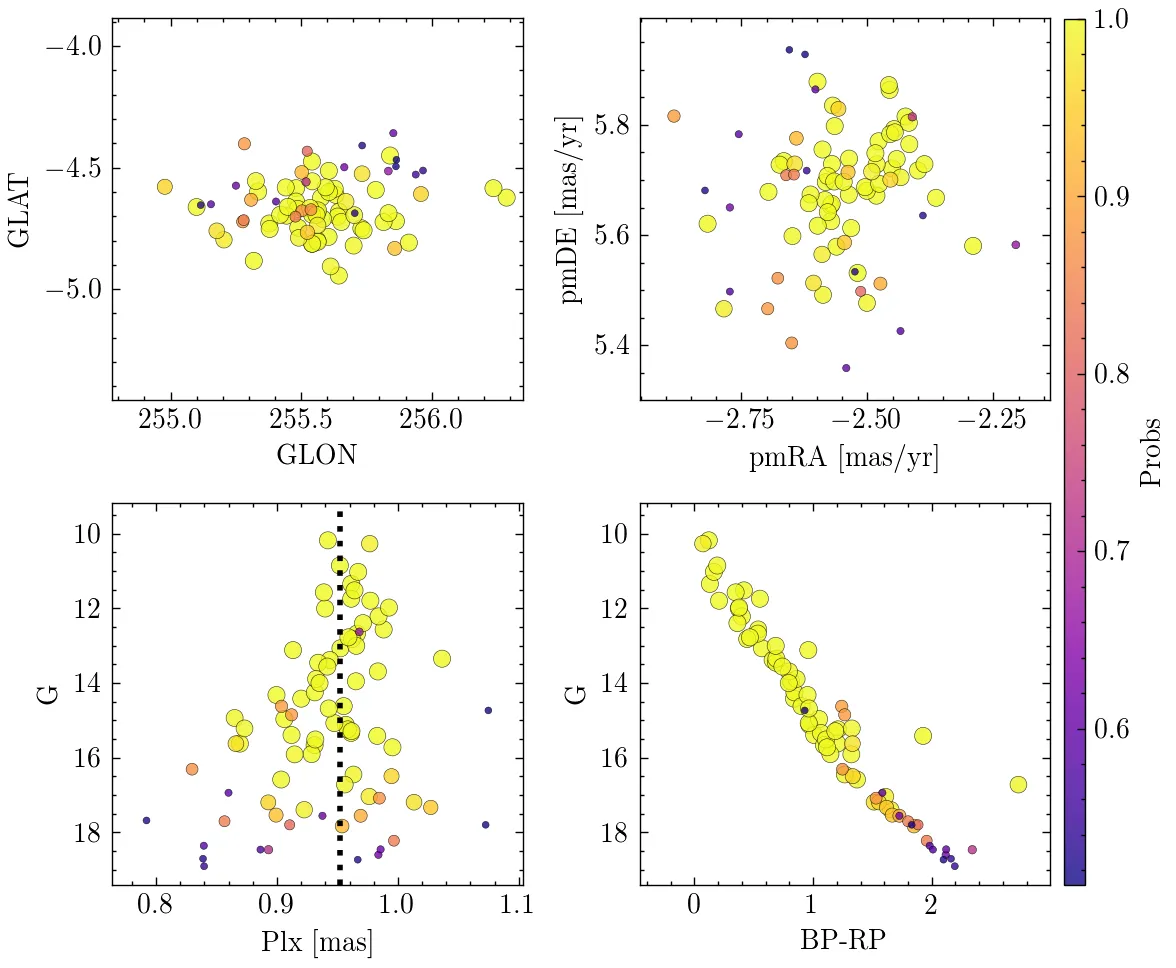 −4.0
−4.5
−5.0
GLAT
255.0 255.5 256.0
GLON
5.8
5.6
5.4
pmDE [mas/yr]
−2.75 −2.50 −2.25
pmRA [mas/yr]
10
12
14
16
18
G
0.8 0.9 1.0 1.1
Plx [mas]
10
12
14
16
18
G
0 1 2
BP-RP
1.0
0.9
0.8
0.7
0.6
Probs